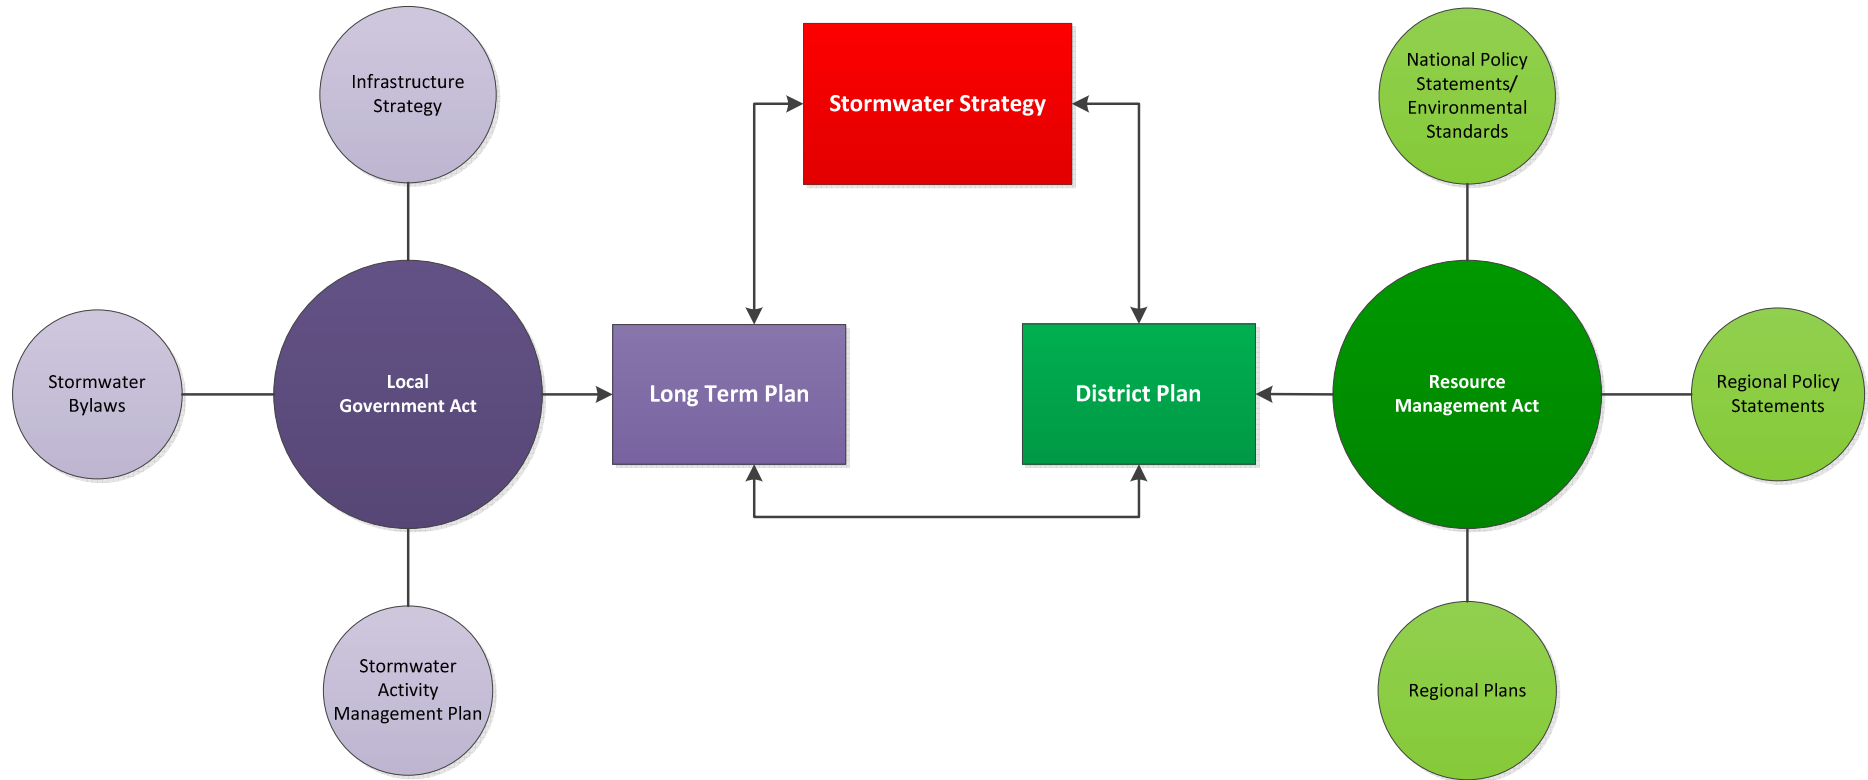 Infrastructure
Strategy
Stormwater Strategy
National Policy
Statements/
Environmental
Standards
Stormwater
Bylaws
Local
Government Act
Long Term Plan
District Plan
Resource
Management Act
Regional Policy
Statements
Stormwater
Activity
Management Plan
Regional Plans